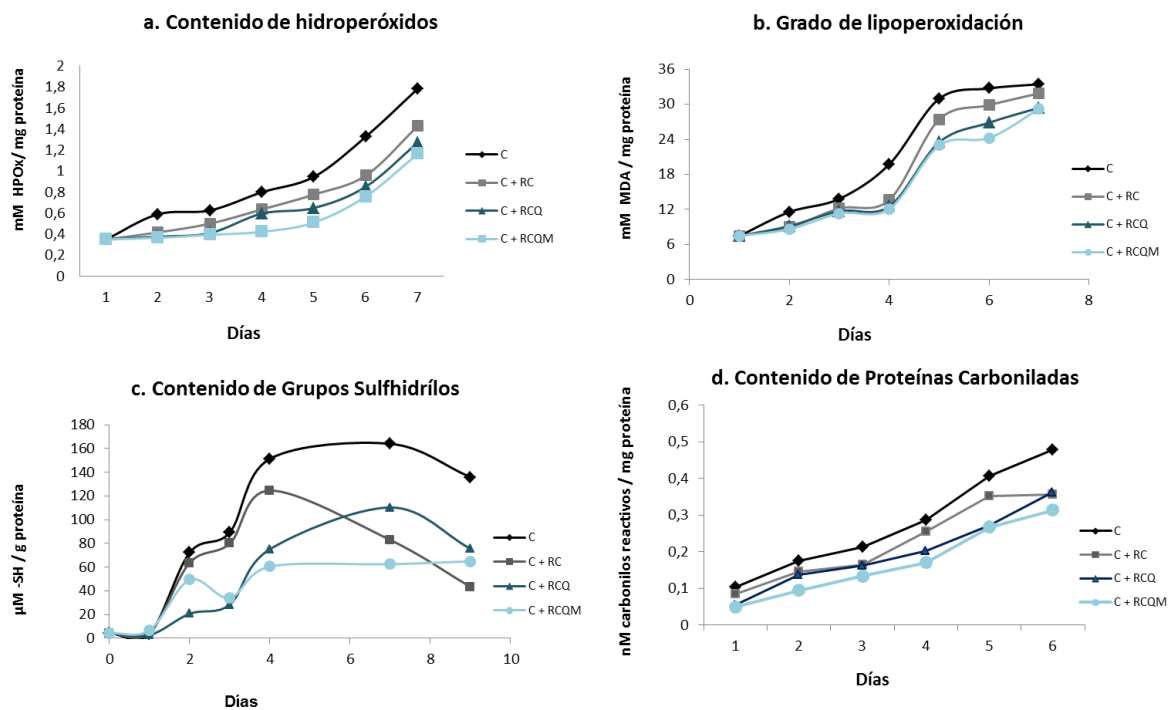 a. Contenido de hidroperóxidos
mM HPOx/ mg proteína
2
1,8
1,6
1,4
1,2
1
0,8
0,6
0,4
0,2
0
1 2 3 4 5 6 7
Días
C
C + RC
C + RCQ
C + RCQM
b. Grado de lipoperoxidación
mM MDA / mg proteína
36
30
24
18
12
6
0
0 2 4 6 8
Días
C
C + RC
C + RCQ
C + RCQM
c. Contenido de Grupos Sulfhidrílos
µM -SH / g proteína
180
160
140
120
100
80
60
40
20
0
0 2 4 6 8 10
Días
C
C + RC
C + RCQ
C + RCQM
d. Contenido de Proteínas Carboniladas
nM carbonilos reactivos / mg proteína
0,6
0,5
0,4
0,3
0,2
0,1
0
1 2 3 4 5 6
Días
C
C + RC
C + RCQ
C + RCQM